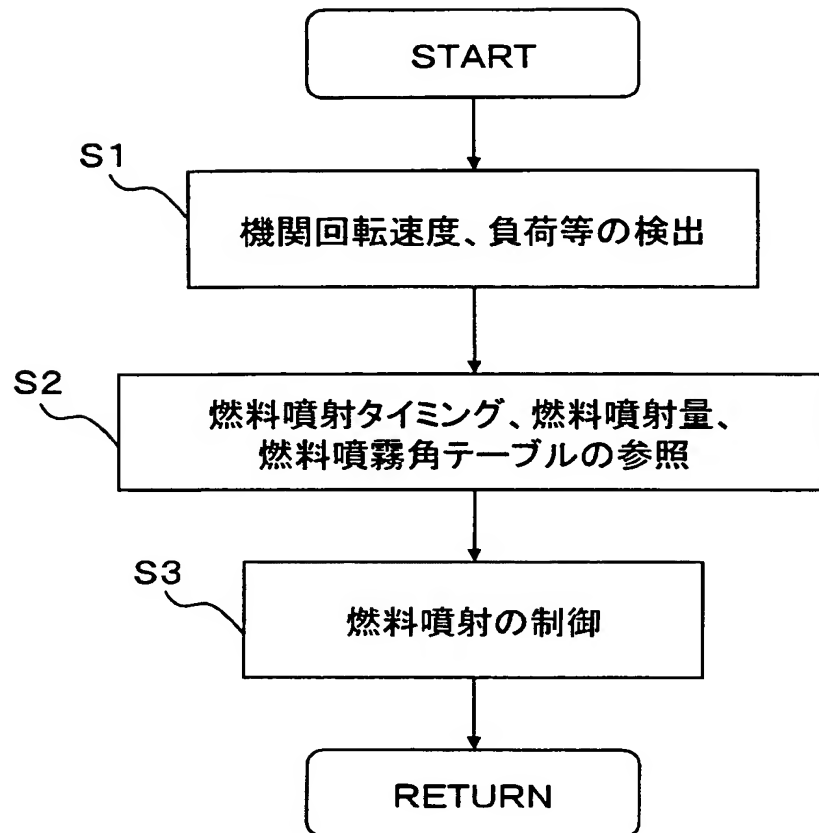 START
S1
機関回転速度、負荷等の検出
S2
燃料噴射タイミング、燃料噴射量、
燃料噴霧角テーブルの参照
S3
燃料噴射の制御
RETURN